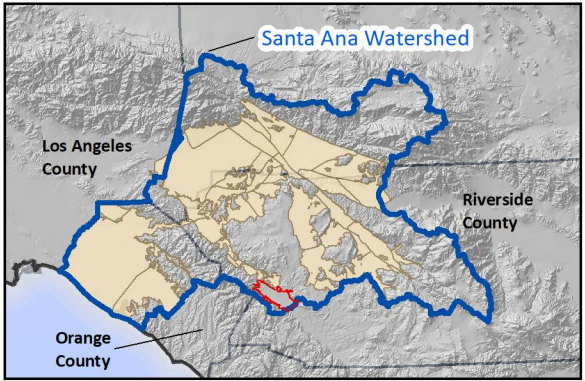 Santa Ana Watershed
Los Angeles
County
Riverside
County
Orange
County